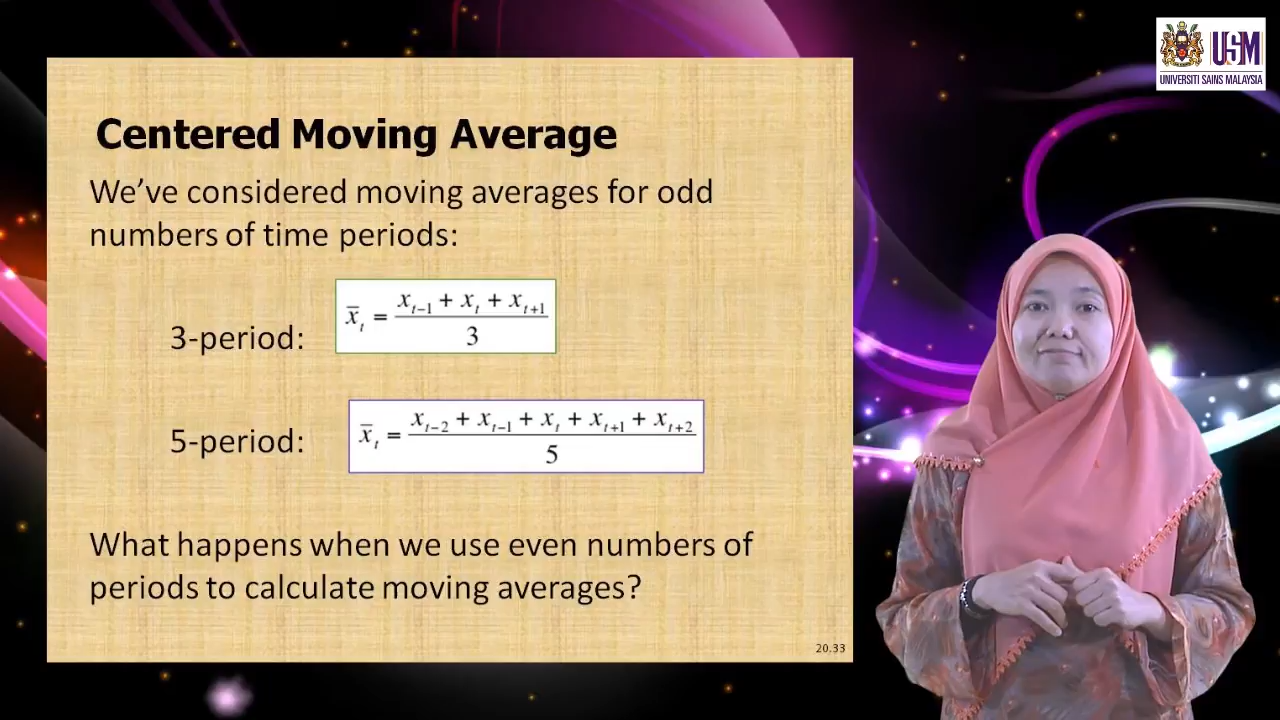 USM
UNIVERSITI SAINS MALAYSIA
Centered Moving Average
We've considered moving averages for odd
numbers of time periods:
3-period: x̄ₜ = (xₜ₋₁ + xₜ + xₜ₊₁) / 3
5-period: x̄ₜ = (xₜ₋₂ + xₜ₋₁ + xₜ + xₜ₊₁ + xₜ₊₂) / 5
What happens when we use even numbers of
periods to calculate moving averages?
20.33